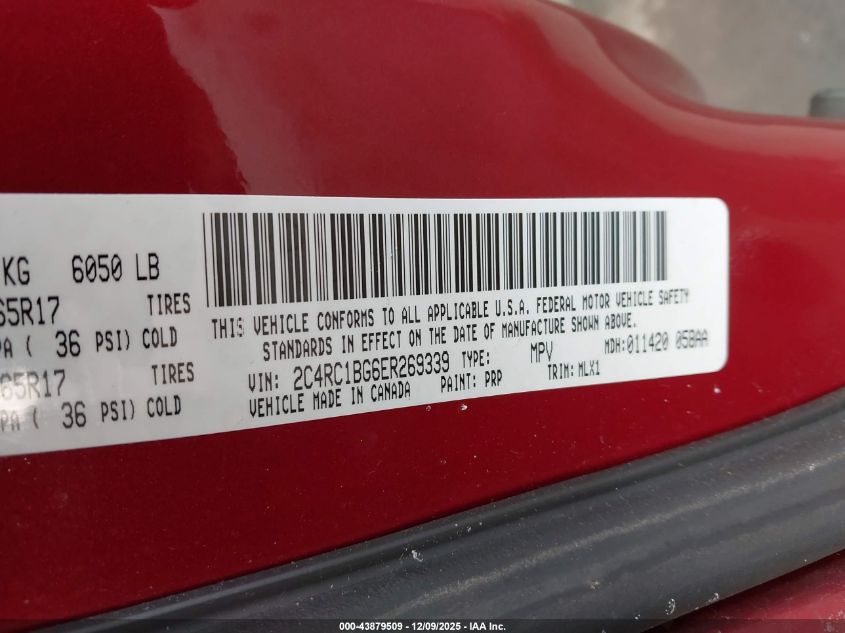 KG 6050 LB
65R17 TIRES
PA ( 36 PSI) COLD
65R17 TIRES
PA ( 36 PSI) COLD
THIS VEHICLE CONFORMS TO ALL APPLICABLE U.S.A. FEDERAL MOTOR VEHICLE SAFETY
STANDARDS IN EFFECT ON THE DATE OF MANUFACTURE SHOWN ABOVE.
VIN: 2C4RC1BG6ER269339 TYPE: MPV MDH:011420 058AA
VEHICLE MADE IN CANADA PAINT: PRP TRIM: MLX1
000-43879509 - 12/09/2025 - IAA Inc.